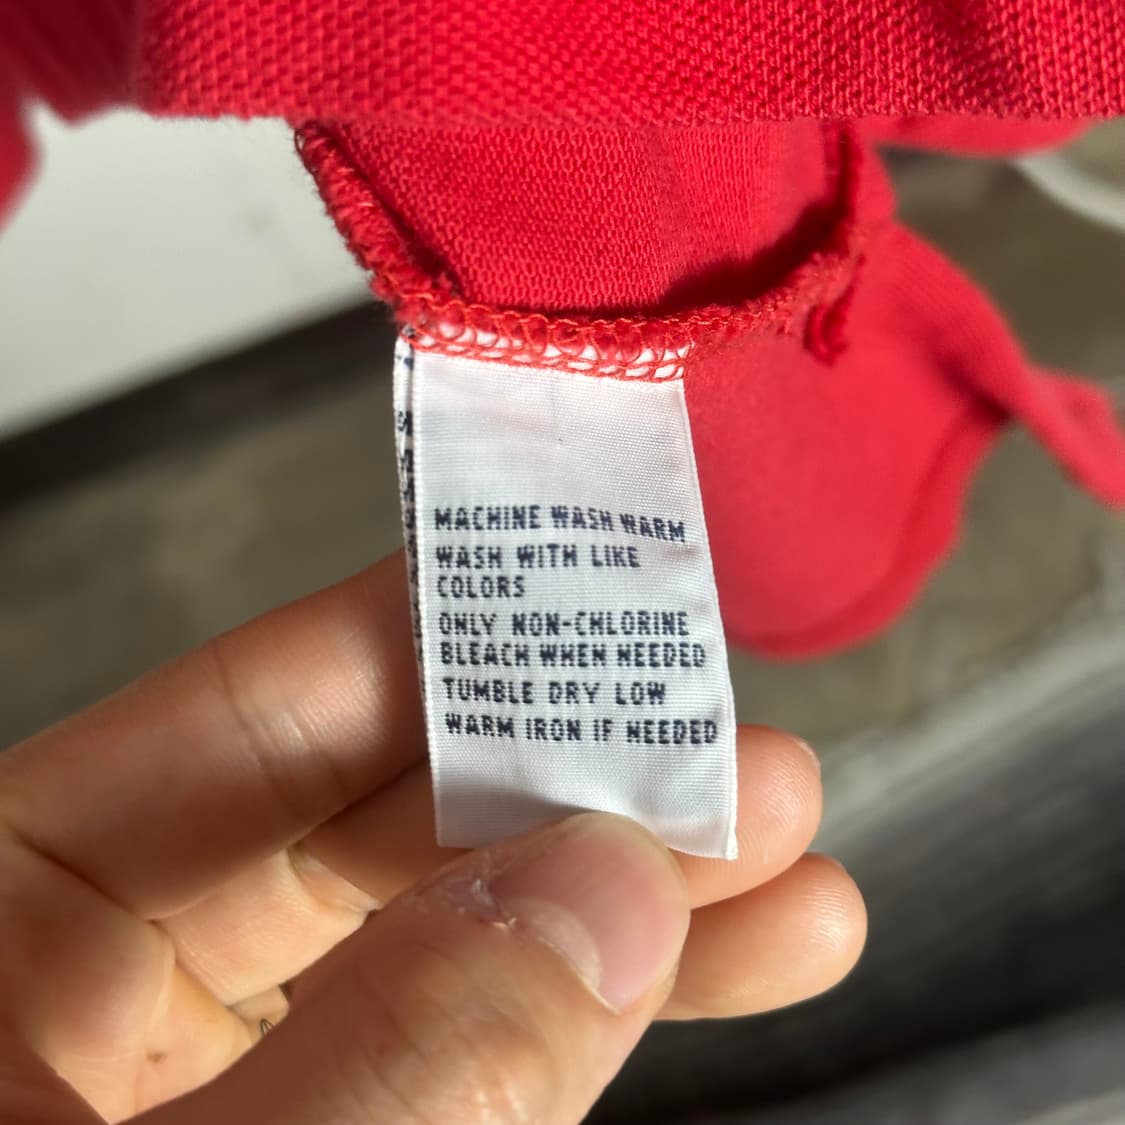 MACHINE WASH WARM
WASH WITH LIKE
COLORS
ONLY NON-CHLORINE
BLEACH WHEN NEEDED
TUMBLE DRY LOW
WARM IRON IF NEEDED